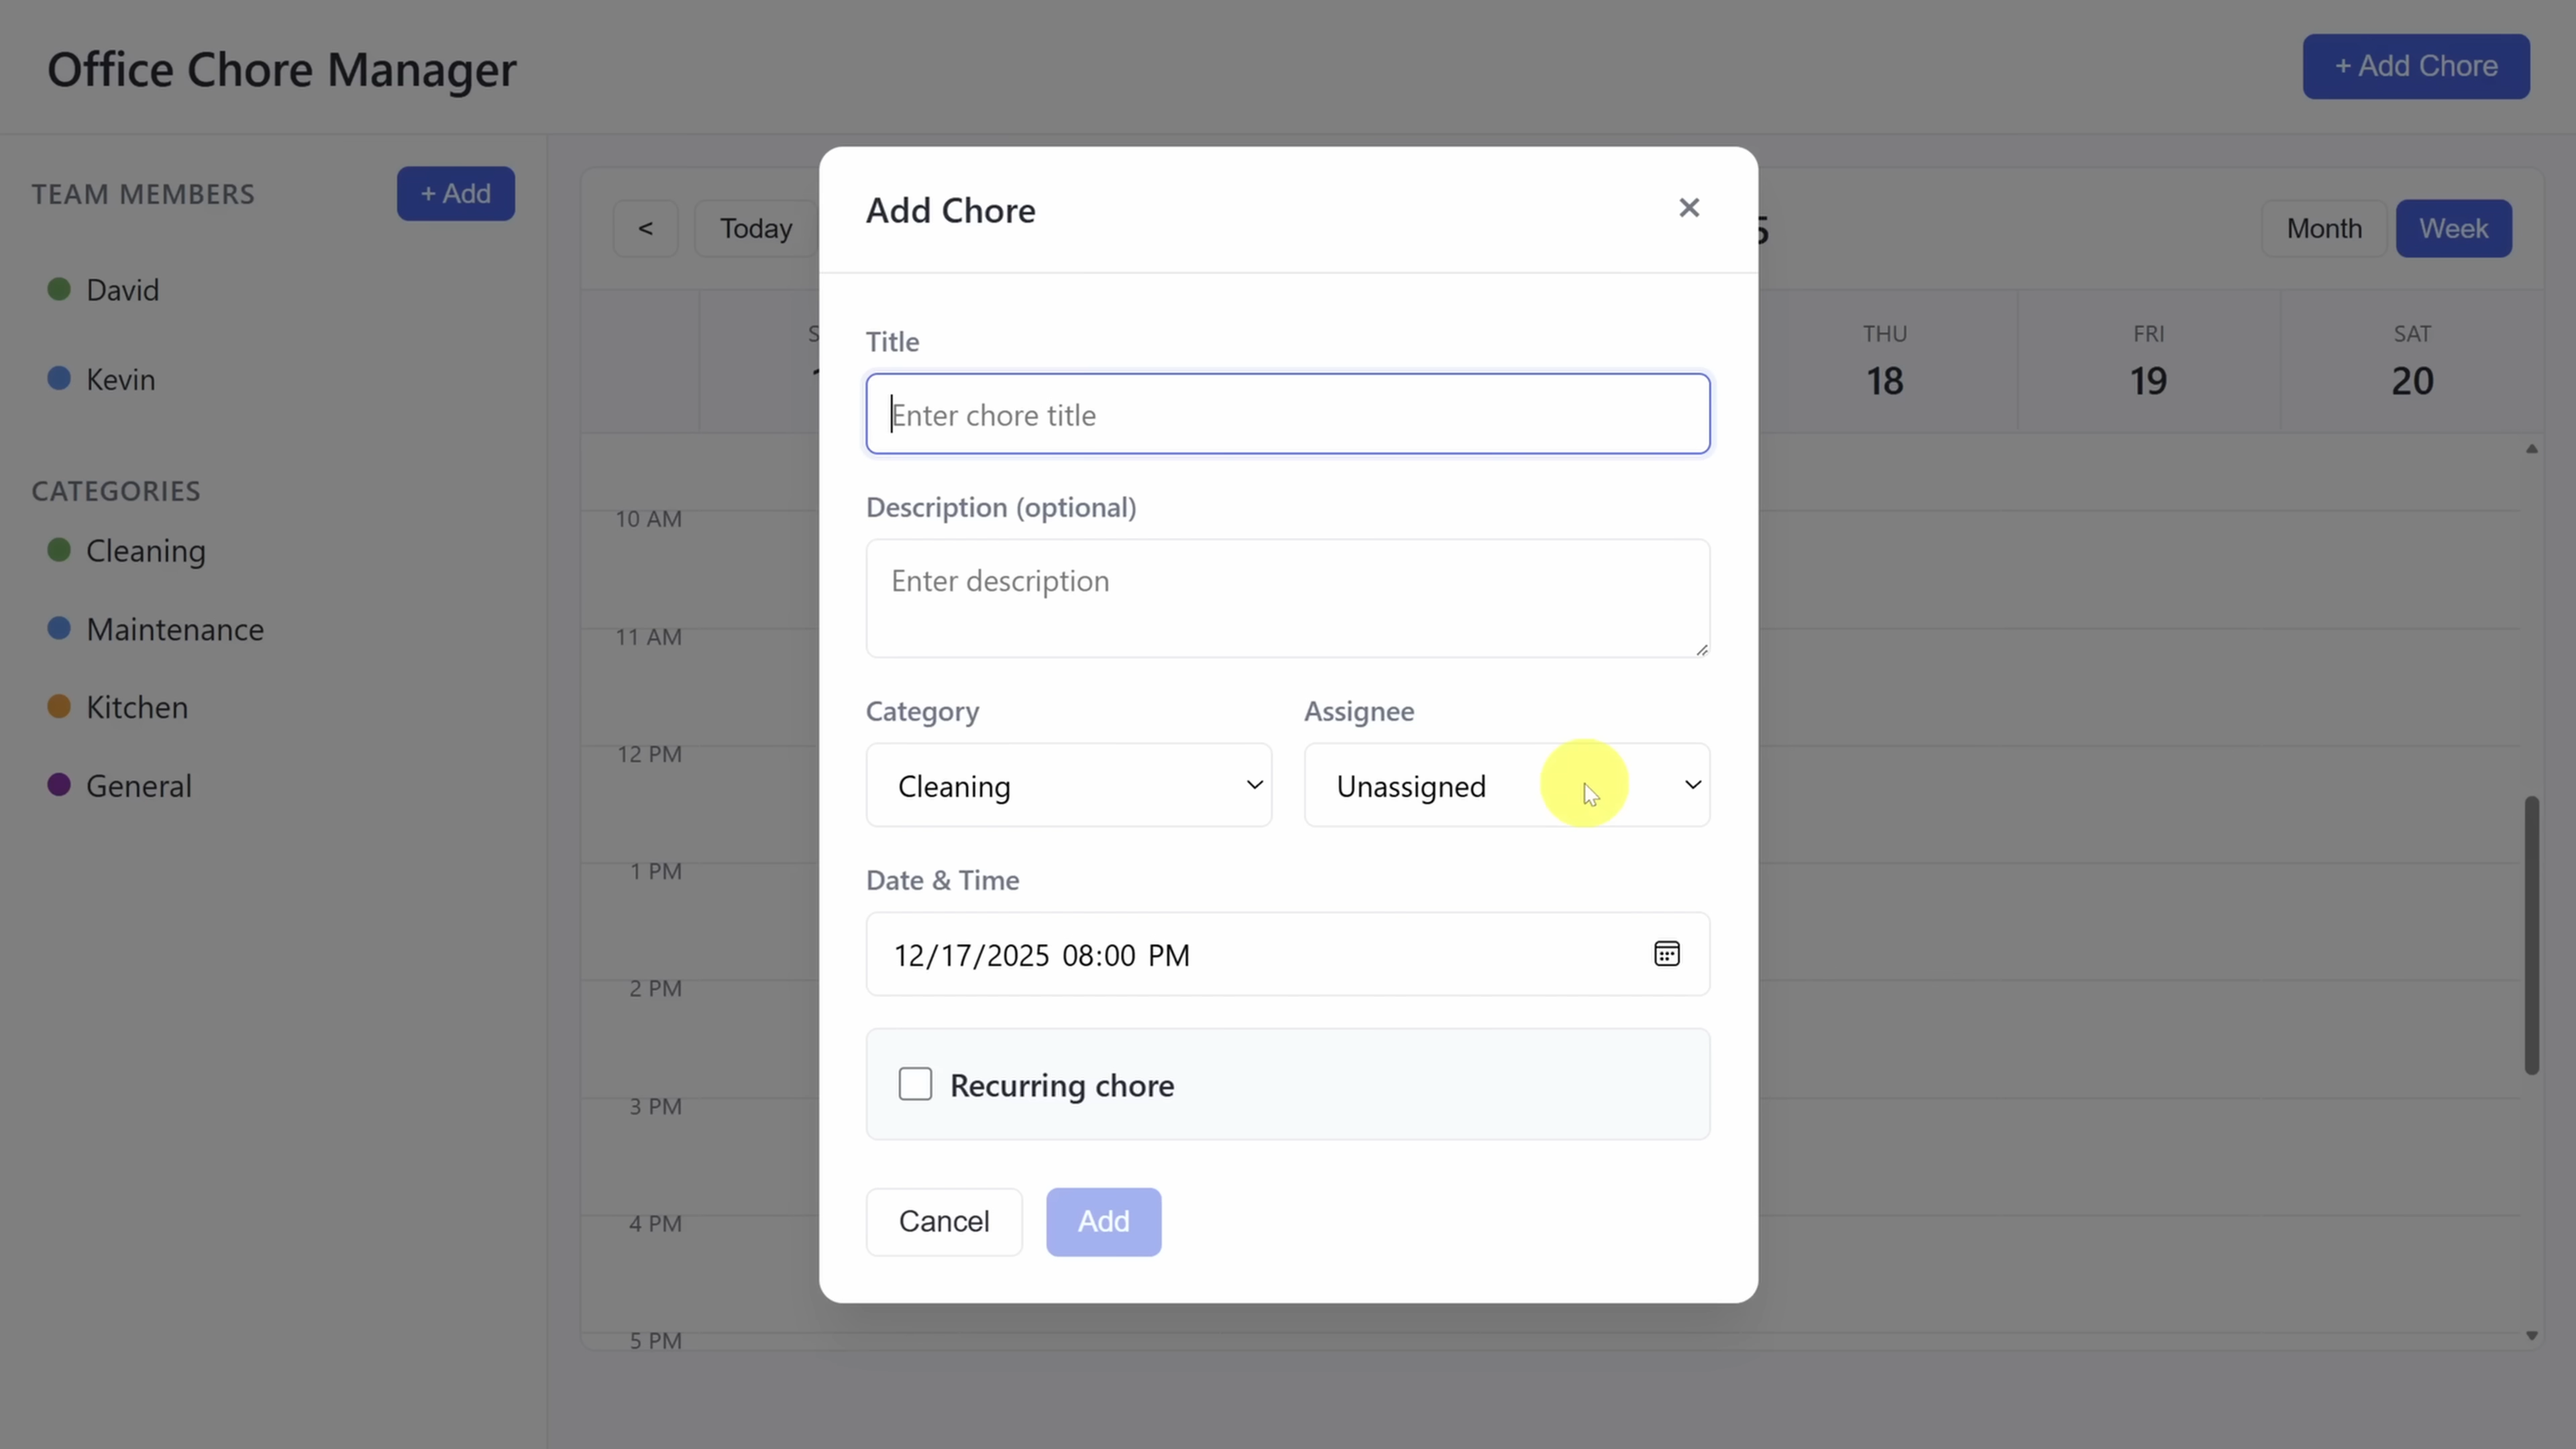 Office Chore Manager
+ Add Chore
TEAM MEMBERS
+ Add
David
Kevin
CATEGORIES
Cleaning
Maintenance
Kitchen
General
<
Today
Month
Week
THU
18
FRI
19
SAT
20
10 AM
11 AM
12 PM
1 PM
2 PM
3 PM
4 PM
5 PM
Add Chore
Title
Enter chore title
Description (optional)
Enter description
Category
Assignee
Cleaning
Unassigned
Date & Time
12/17/2025 08:00 PM
Recurring chore
Cancel
Add